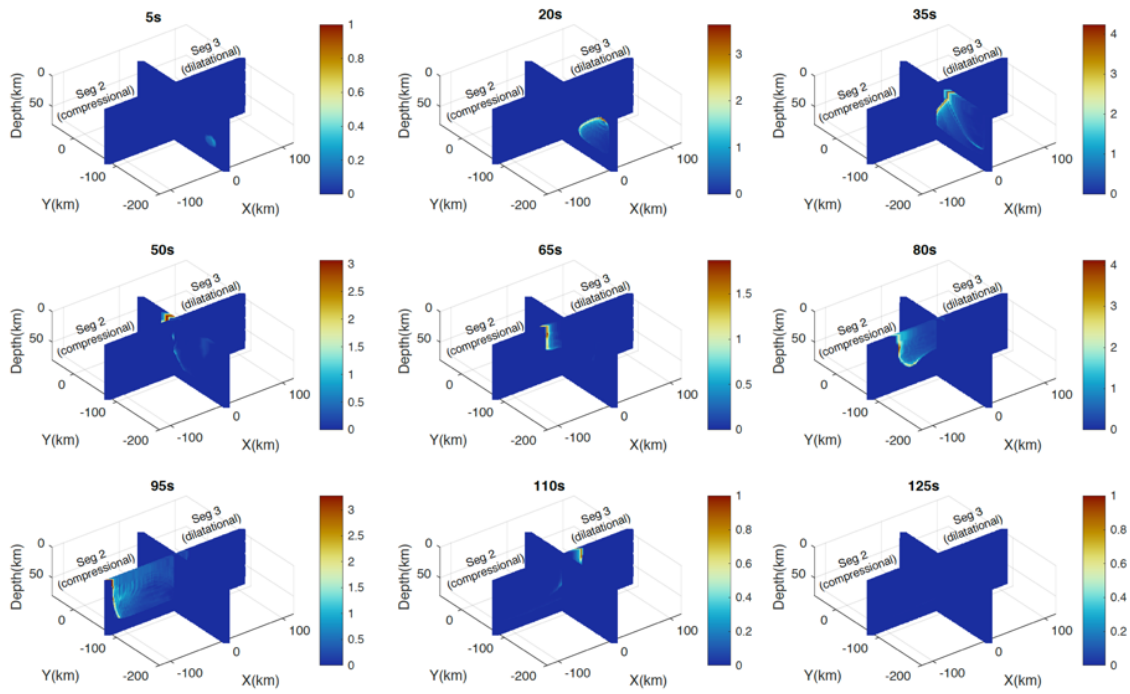 5s
1
0.8
0.6
0.4
0.2
0
Seg 3
(dilatational)
Seg 2
(compressional)
Depth(km)
0
50
0
-100
-200
Y(km)
-100
0
100
X(km)
20s
3
2
1
0
Seg 3
(dilatational)
Seg 2
(compressional)
Depth(km)
0
50
0
-100
-200
Y(km)
-100
0
100
X(km)
35s
4
3
2
1
0
Seg 3
(dilatational)
Seg 2
(compressional)
Depth(km)
0
50
0
-100
-200
Y(km)
-100
0
100
X(km)
50s
3
2.5
2
1.5
1
0.5
0
Seg 3
(dilatational)
Seg 2
(compressional)
Depth(km)
0
50
0
-100
-200
Y(km)
-100
0
100
X(km)
65s
1.5
1
0.5
0
Seg 3
(dilatational)
Seg 2
(compressional)
Depth(km)
0
50
0
-100
-200
Y(km)
-100
0
100
X(km)
80s
4
3
2
1
0
Seg 3
(dilatational)
Seg 2
(compressional)
Depth(km)
0
50
0
-100
-200
Y(km)
-100
0
100
X(km)
95s
3
2.5
2
1.5
1
0.5
0
Seg 3
(dilatational)
Seg 2
(compressional)
Depth(km)
0
50
0
-100
-200
Y(km)
-100
0
100
X(km)
110s
1
0.8
0.6
0.4
0.2
0
Seg 3
(dilatational)
Seg 2
(compressional)
Depth(km)
0
50
0
-100
-200
Y(km)
-100
0
100
X(km)
125s
1
0.8
0.6
0.4
0.2
0
Seg 3
(dilatational)
Seg 2
(compressional)
Depth(km)
0
50
0
-100
-200
Y(km)
-100
0
100
X(km)